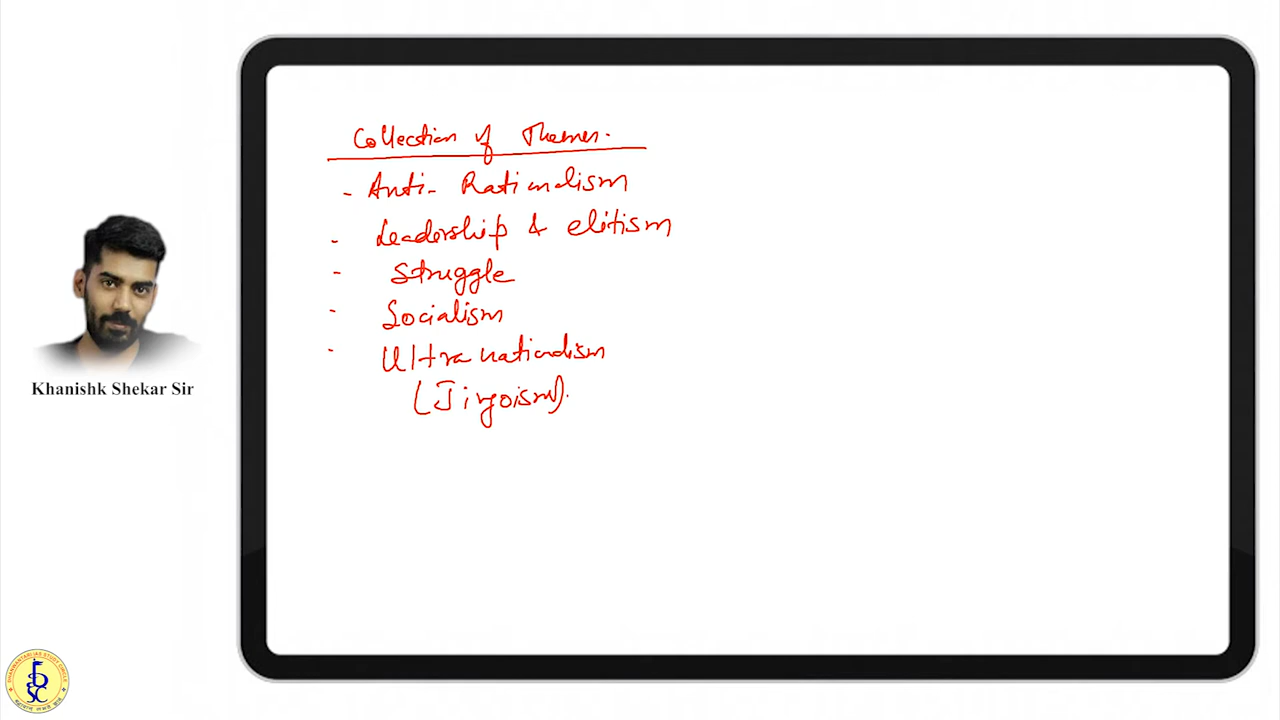 Collection of Themes.
- Anti- Rationalism
- Leadership & elitism
- Struggle
- Socialism
- Ultranationalism
(Jingoism).
Khanishk Shekar Sir